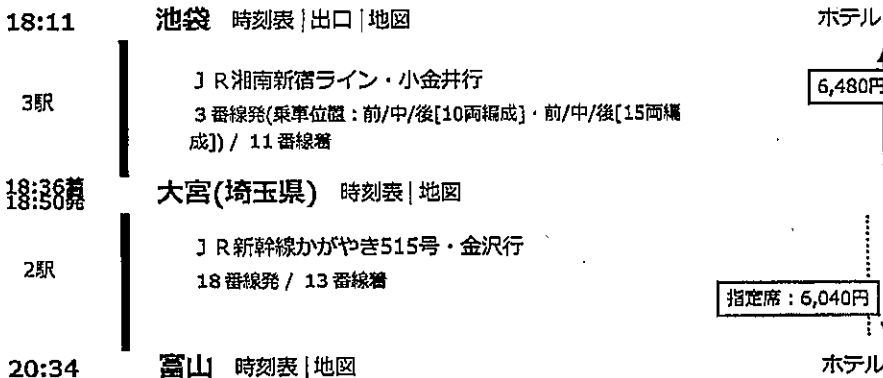 18:11 池袋 時刻表 | 出口 | 地図 ホテル
3駅
JR湘南新宿ライン・小金井行
3番線発(乗車位置：前/中/後[10両編成]・前/中/後[15両編
成]) / 11番線着
6,480円
18:36着
18:50発
大宮(埼玉県) 時刻表 | 地図
2駅
JR新幹線かがやき515号・金沢行
18番線発 / 13番線着
指定席：6,040円
20:34 富山 時刻表 | 地図 ホテル